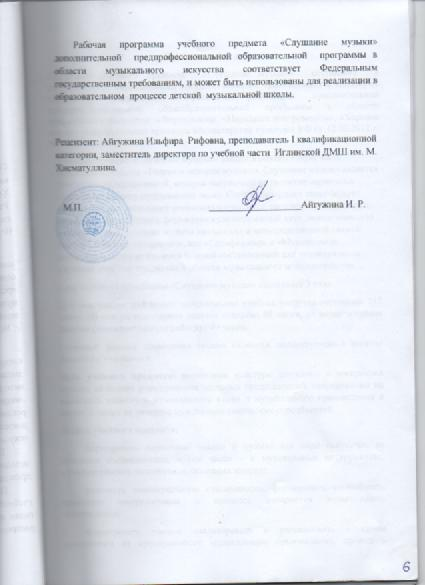 Рабочая программа учебного предмета «Слушание музыки»
дополнительной предпрофессиональной образовательной программы в
области музыкального искусства соответствует Федеральным
государственным требованиям, и может быть использованы для реализации в
образовательном процессе детской музыкальной школы.
Рецензент: Айгужина Ильфира Рифовна, преподаватель I квалификационной
категории, заместитель директора по учебной части Иглинской ДМШ им. М.
Хисматуллина.
М.П. Айгужина И. Р.
6